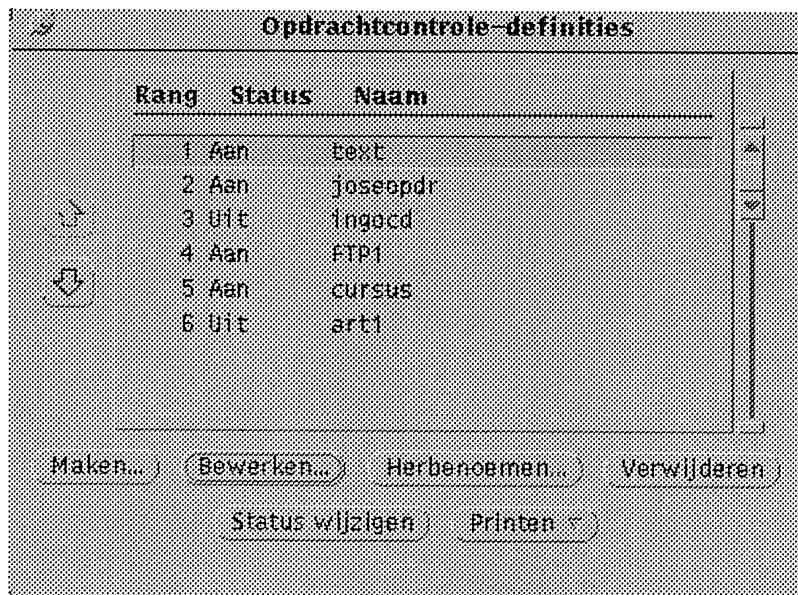 Opdrachtcontrole-definities
Rang Status Naam
1 Aan text
2 Aan joseopdr
3 Uit ingocd
4 Aan FTP1
5 Aan cursus
6 Uit art1
Maken... Bewerken... Herbenoemen... Verwijderen
Status wijzigen Printen